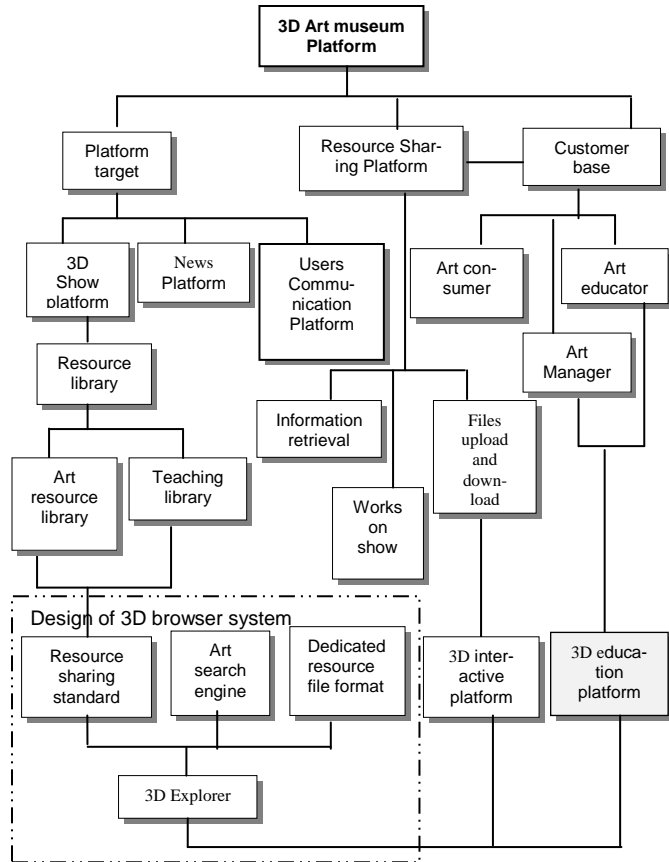 3D Art museum
Platform
Platform
target
Resource Shar-
ing Platform
Customer
base
3D
Show
platform
News
Platform
Users
Commu-
nication
Platform
Art con-
sumer
Art
educator
Resource
library
Art
Manager
Information
retrieval
Files
upload
and
down-
load
Art
resource
library
Teaching
library
Works
on
show
Design of 3D browser system
Resource
sharing
standard
Art
search
engine
Dedicated
resource
file format
3D inter-
active
platform
3D educa-
tion
platform
3D Explorer